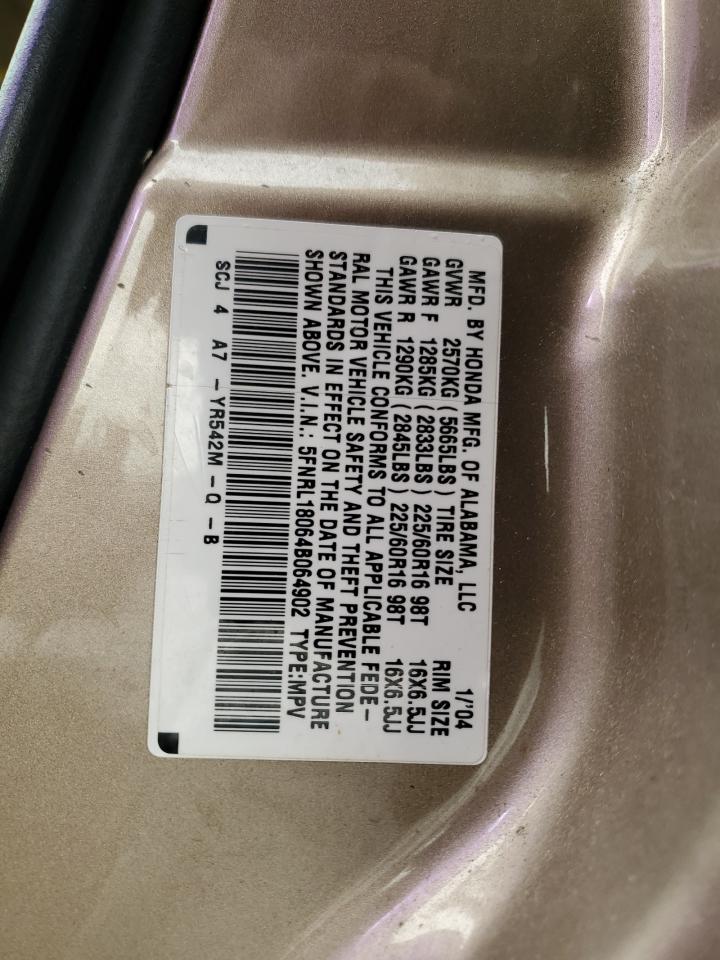 MFD. BY HONDA MFG. OF ALABAMA, LLC 1/'04
GVWR 2570KG ( 5665LBS ) TIRE SIZE RIM SIZE
GAWR F 1285KG ( 2833LBS ) 225/60R16 98T 16X6.5JJ
GAWR R 1290KG ( 2845LBS ) 225/60R16 98T 16X6.5JJ
THIS VEHICLE CONFORMS TO ALL APPLICABLE FEDE-
RAL MOTOR VEHICLE SAFETY AND THEFT PREVENTION
STANDARDS IN EFFECT ON THE DATE OF MANUFACTURE
SHOWN ABOVE. V.I.N.: 5FNRL18064B064902 TYPE:MPV
SCJ 4 A7 - YR542M - Q - B